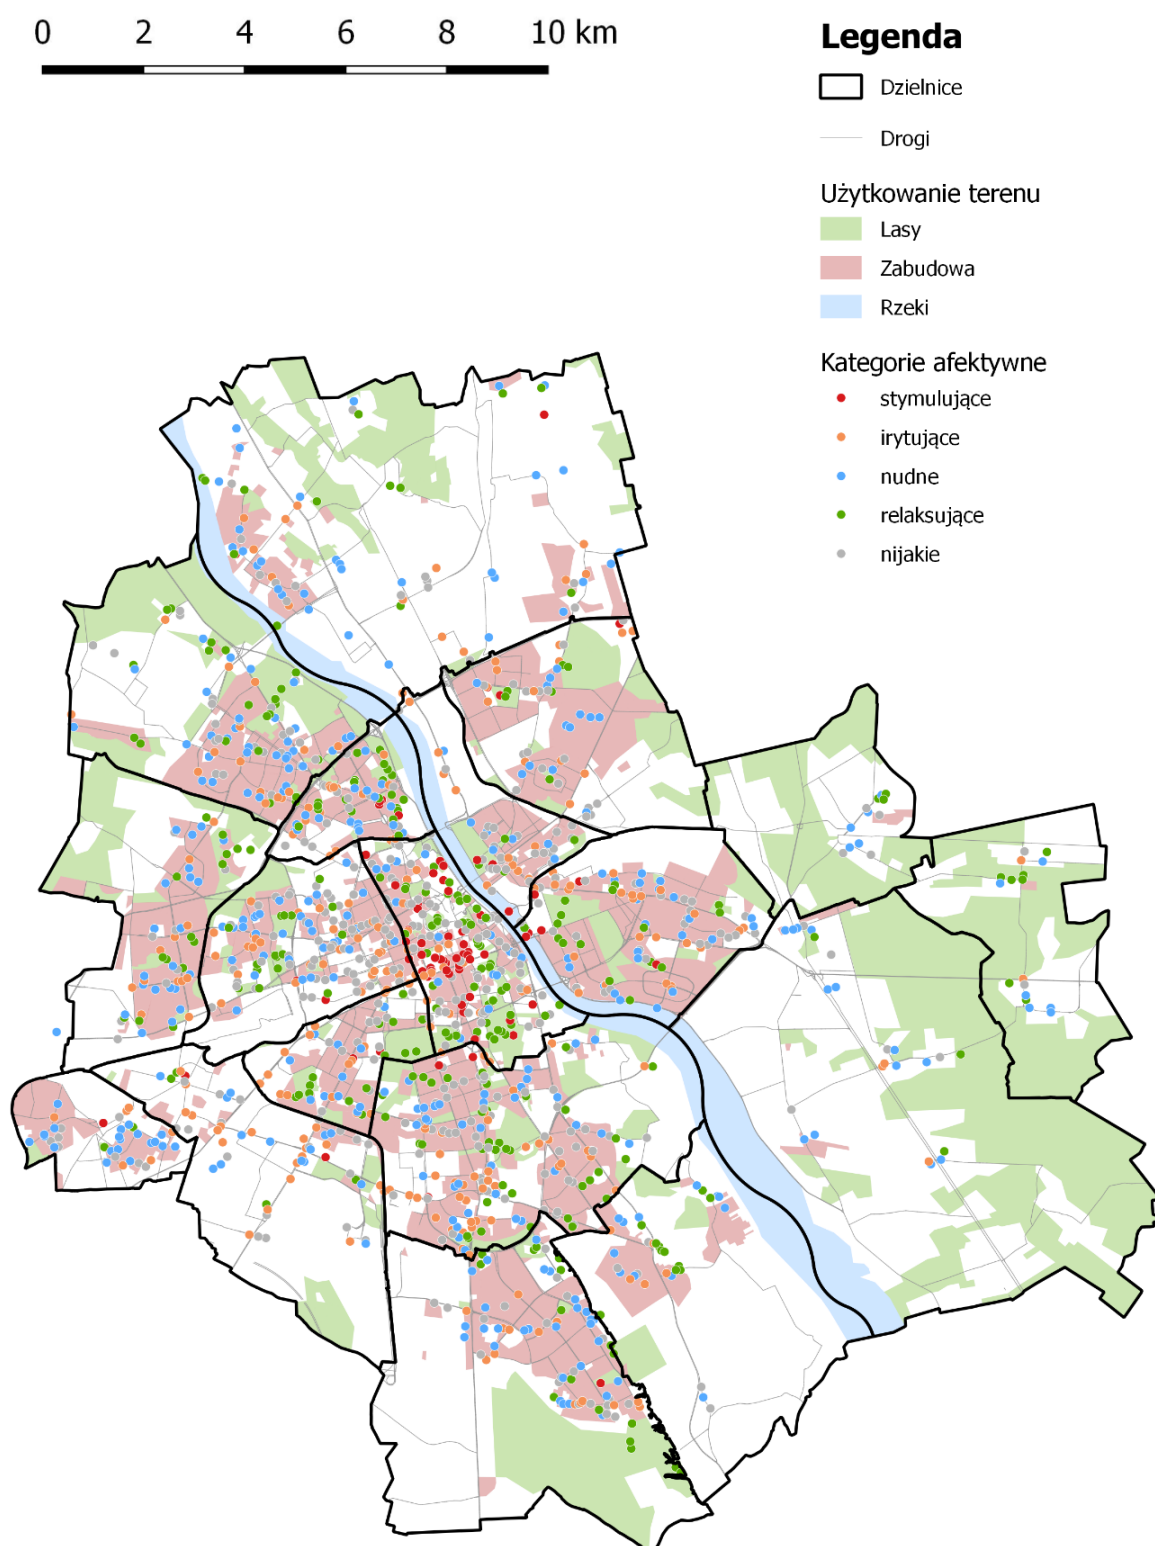 0 2 4 6 8 10 km
Legenda
Dzielnice
Drogi
Użytkowanie terenu
Lasy
Zabudowa
Rzeki
Kategorie afektywne
stymulujące
irytujące
nudne
relaksujące
nijakie